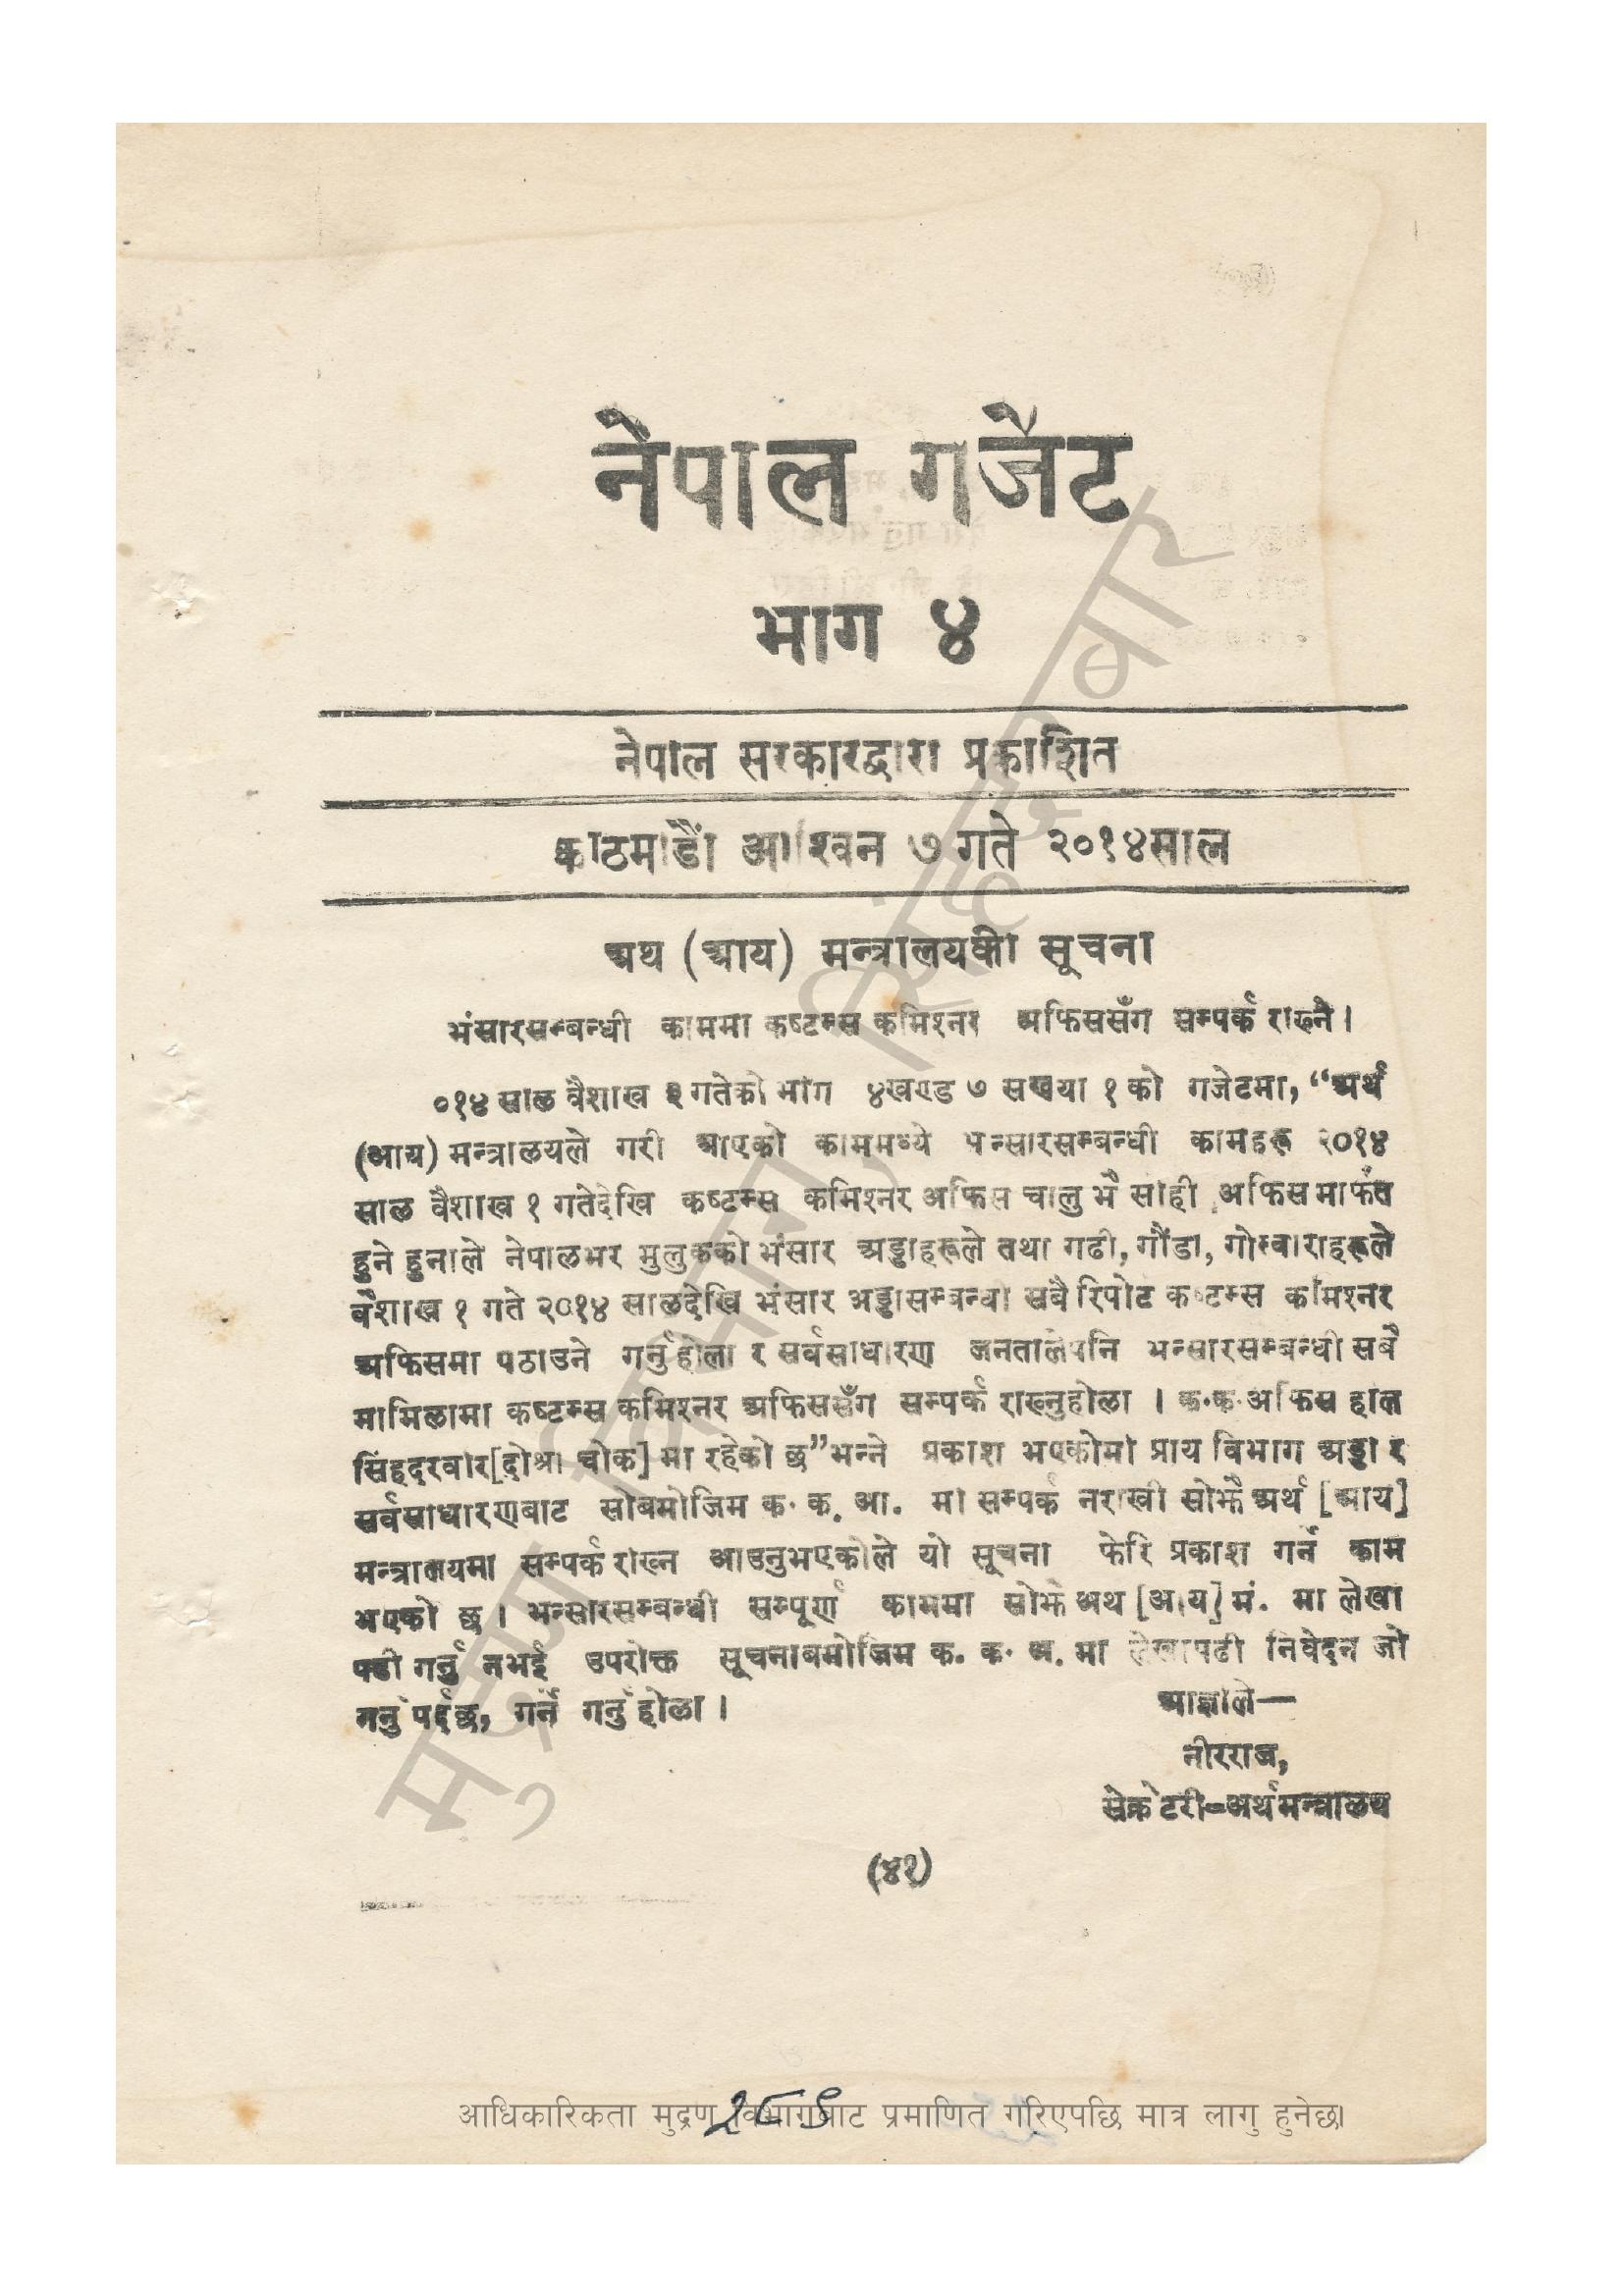 नेपाल गजेट
भाग ४
नेपाल सरकारद्वारा प्रकाशित
काठमाडौं आश्विन ७ गते २०१४साल
अथ (आय) मन्त्रालयको सूचना
भंसारसम्बन्धी काममा कष्टम्स कमिश्नर अफिससँग सम्पर्क राख्ने।
०१४ साल वैशाख गतेको भाग ४खण्ड ७ सख्या १ को गजेटमा, “अर्थ
(आय) मन्त्रालयले गरी आएको काममध्ये भन्सारसम्बन्धी कामहरू २०१४
साल वैशाख १ गतेदेखि कष्टम्स कमिश्नर अफिस चालु भै सोही अफिस मार्फत
हुने हुनाले नेपालभर मुलुकको भंसार अड्डाहरूले तथा गढी, गौंडा, गोस्वाराहरूले
वैशाख १ गते २०१४ सालदेखि भंसार अड्डासम्बन्धी सबै रिपोट कष्टम्स कमिश्नर
अफिसमा पठाउने गर्नुहोला र सर्वसाधारण जनतालेपनि भन्सारसम्बन्धी सबै
मामिलामा कष्टम्स कमिश्नर अफिससँग सम्पर्क राख्नुहोला । क.क.अफिस हाल
सिंहदरवार[दोश्रा चोक] मा रहेको छ”भन्ने प्रकाश भएकोमा प्राय विभाग अड्डा र
सर्वसाधारणबाट सोबमोजिम क. क. आ. मा सम्पर्क नराखी सोझै अर्थ [आय]
मन्त्रालयमा सम्पर्क राख्न आउनुभएकोले यो सूचना फेरि प्रकाश गर्ने काम
भएको छ । भन्सारसम्बन्धी सम्पूर्ण काममा सोझै अथ [आय] मं. मा लेखा
पढी गर्नु नभई उपरोक्त सूचनाबमोजिम क. क. अ. मा लेखापढी निवेदन जो
गर्नु पर्दछ, गर्ने गर्नु होला ।
आज्ञाले—
नीरराज,
सेक्रेटरी=अर्थमन्त्रालय
(४१)
मुद्रण विभाग, सिंहदरबार
आधिकारिकता मुद्रण विभागबाट प्रमाणित गरिएपछि मात्र लागु हुनेछ।